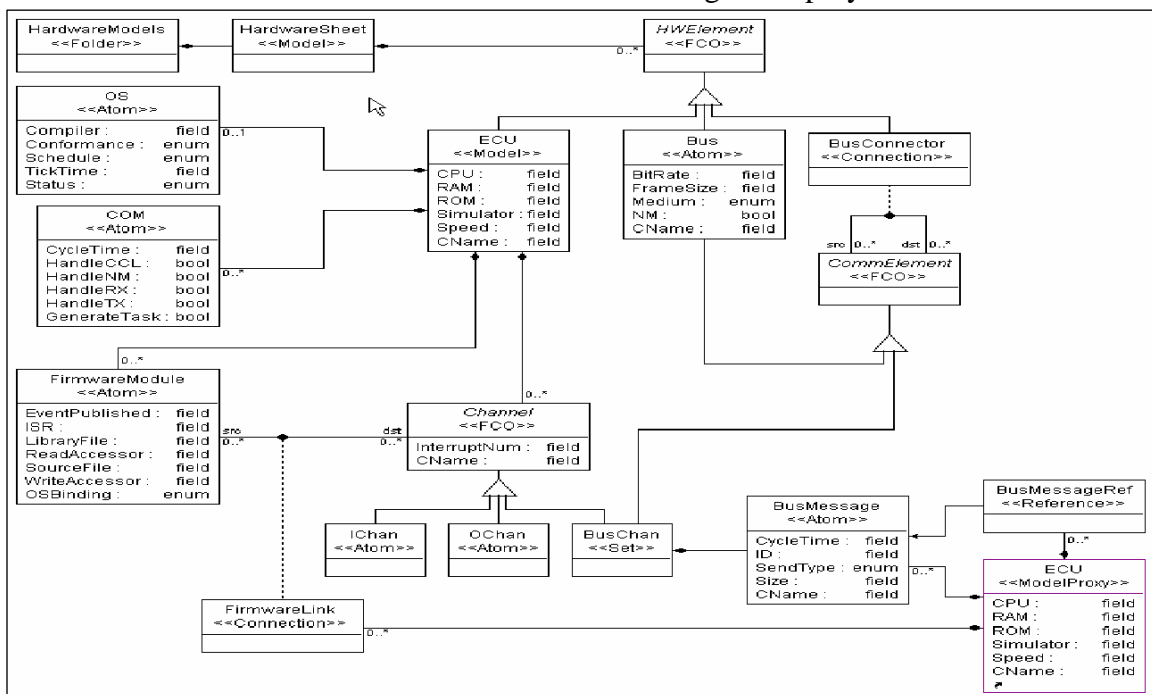 HardwareModels
<<Folder>>
HardwareSheet
<<Model>>
0..*
HWElement
<<FCO>>
OS
<<Atom>>
Compiler : field
Conformance : enum
Schedule : enum
TickTime : field
Status : enum
0..1
ECU
<<Model>>
CPU : field
RAM : field
ROM : field
Simulator : field
Speed : field
CName : field
Bus
<<Atom>>
BitRate : field
FrameSize : field
Medium : enum
NM : bool
CName : field
BusConnector
<<Connection>>
src 0..* dst 0..*
CommElement
<<FCO>>
COM
<<Atom>>
CycleTime : field
HandleCCL : bool
HandleNM : bool
HandleRX : bool
HandleTX : bool
GenerateTask : bool
0..*
0..*
FirmwareModule
<<Atom>>
EventPublished : field
ISR : field
LibraryFile : field
ReadAccessor : field
SourceFile : field
WriteAccessor : field
OSBinding : enum
src
0..*
dst
0..*
0..*
Channel
<<FCO>>
InterruptNum : field
CName : field
IChan
<<Atom>>
OChan
<<Atom>>
BusChan
<<Set>>
BusMessage
<<Atom>>
CycleTime : field
ID : field
SendType : enum
Size : field
CName : field
0..*
BusMessageRef
<<Reference>>
0..*
ECU
<<ModelProxy>>
CPU : field
RAM : field
ROM : field
Simulator : field
Speed : field
CName : field
FirmwareLink
<<Connection>>
0..*